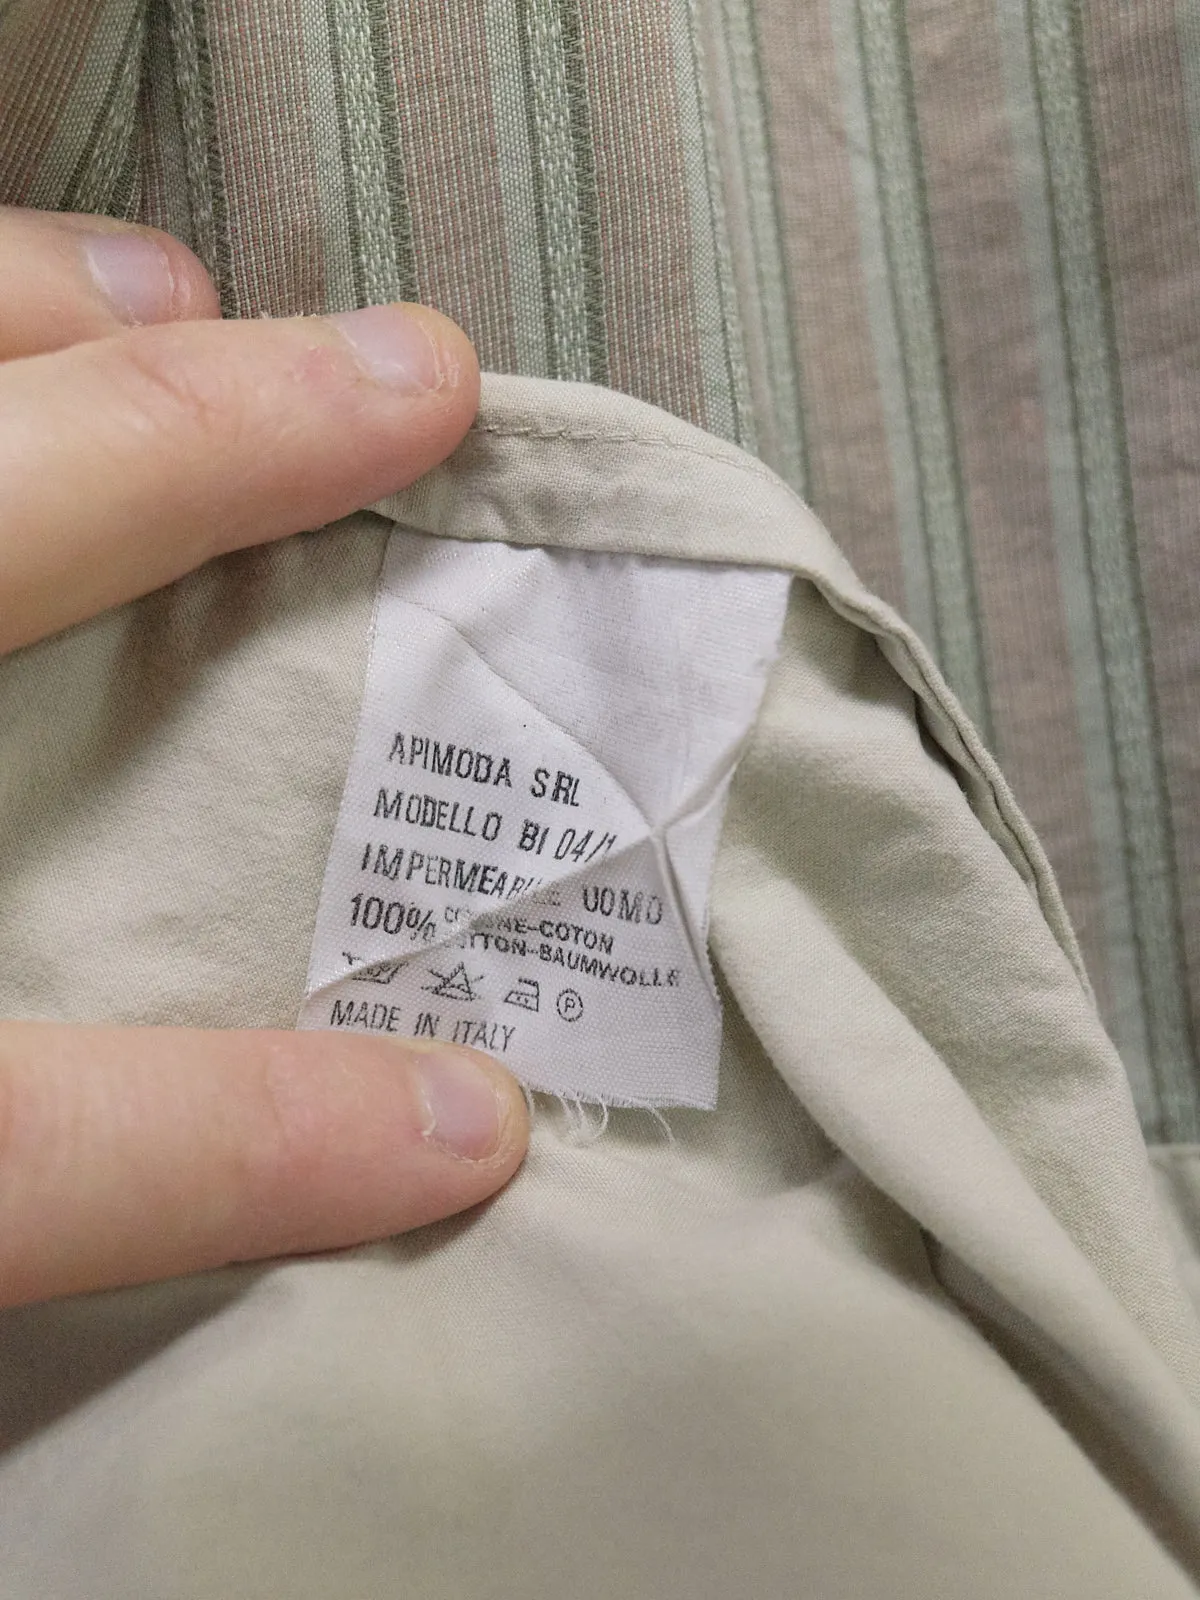 APIMODA SRL
MODELLO BI 04/1
IMPERMEABILE UOMO
100% COTONE-COTON
COTTON-BAUMWOLLE
P
MADE IN ITALY